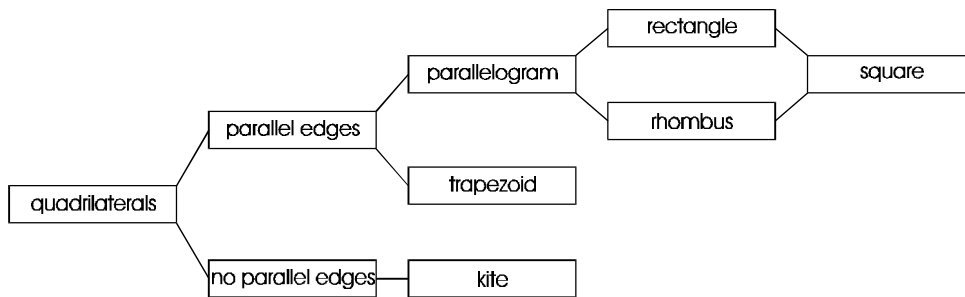 rectangle
parallelogram
square
parallel edges
rhombus
trapezoid
quadrilaterals
no parallel edges
kite